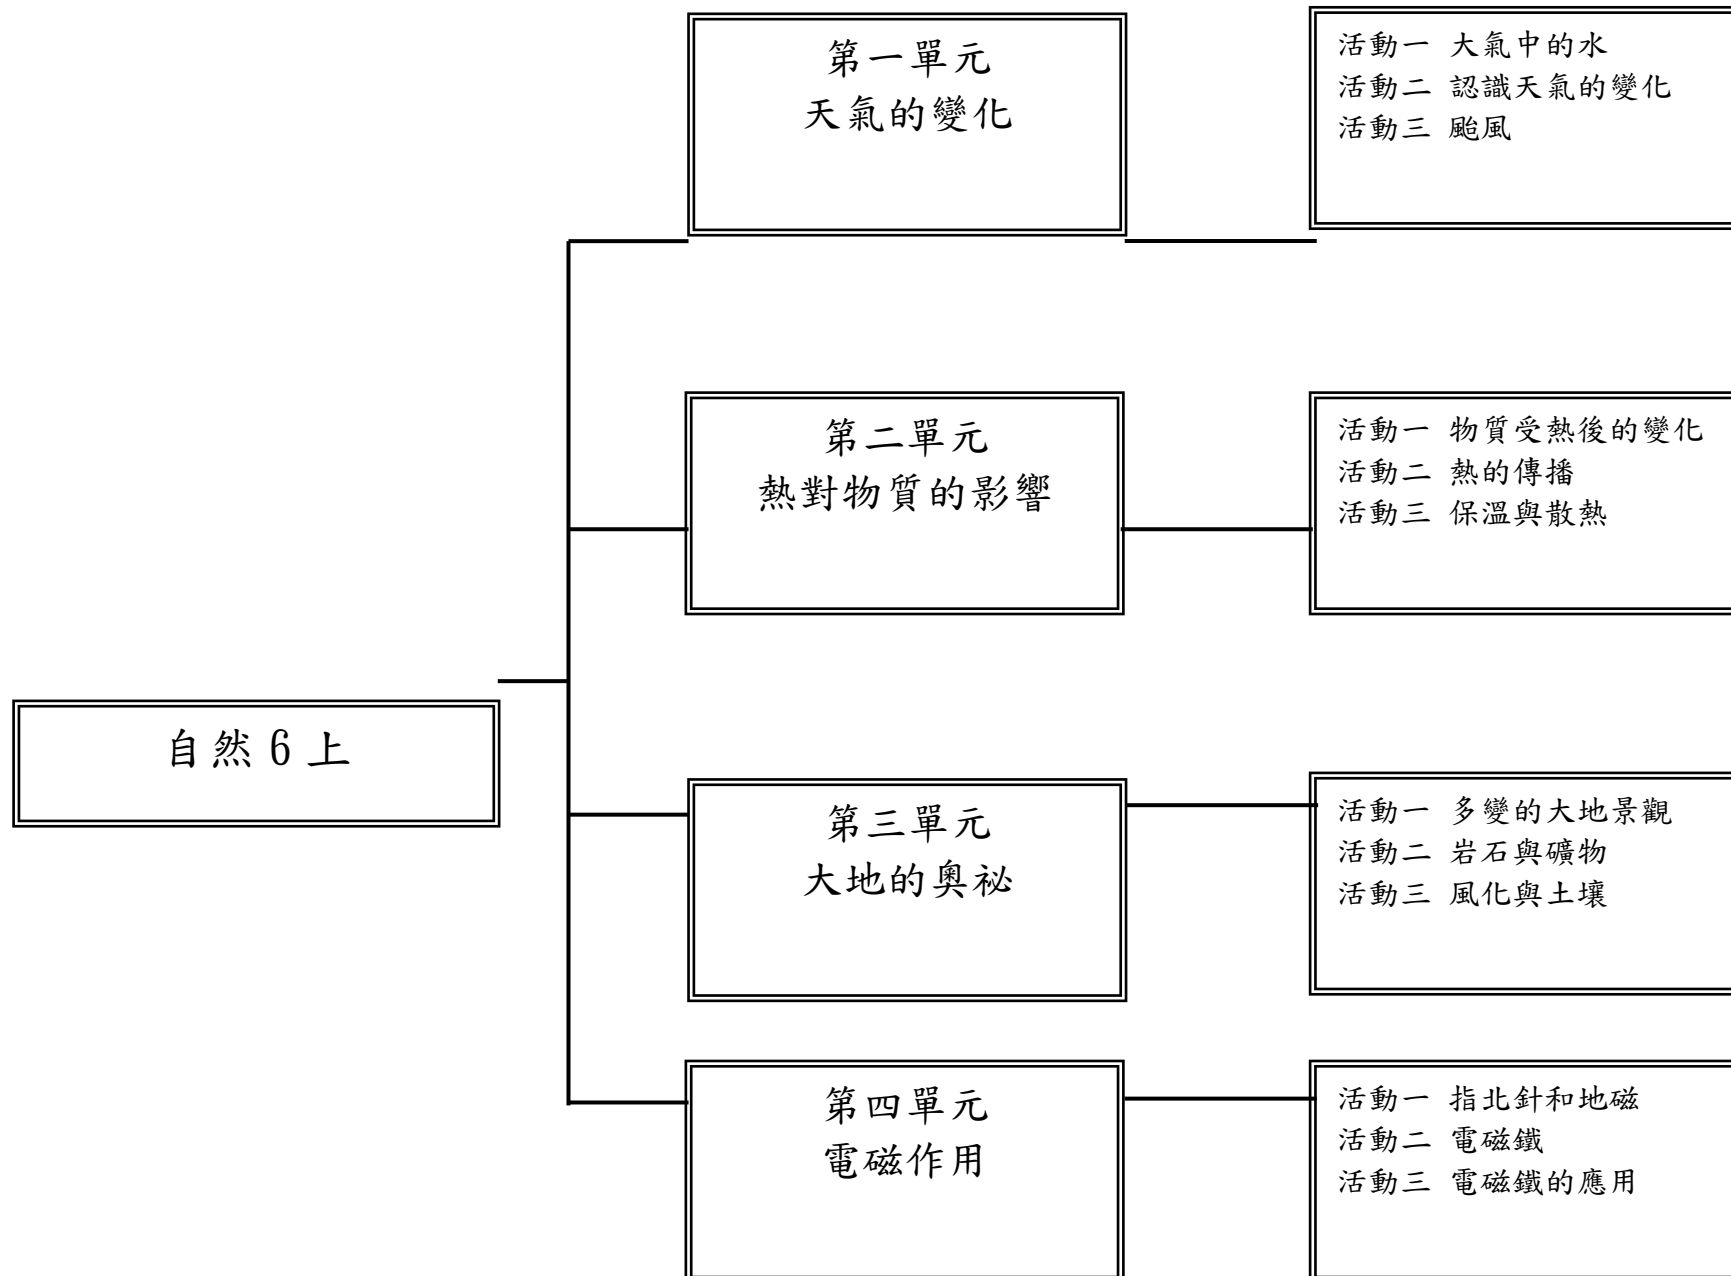 第一單元
天氣的變化
活動一 大氣中的水
活動二 認識天氣的變化
活動三 颱風
第二單元
熱對物質的影響
活動一 物質受熱後的變化
活動二 熱的傳播
活動三 保溫與散熱
自然 6 上
第三單元
大地的奧祕
活動一 多變的大地景觀
活動二 岩石與礦物
活動三 風化與土壤
第四單元
電磁作用
活動一 指北針和地磁
活動二 電磁鐵
活動三 電磁鐵的應用